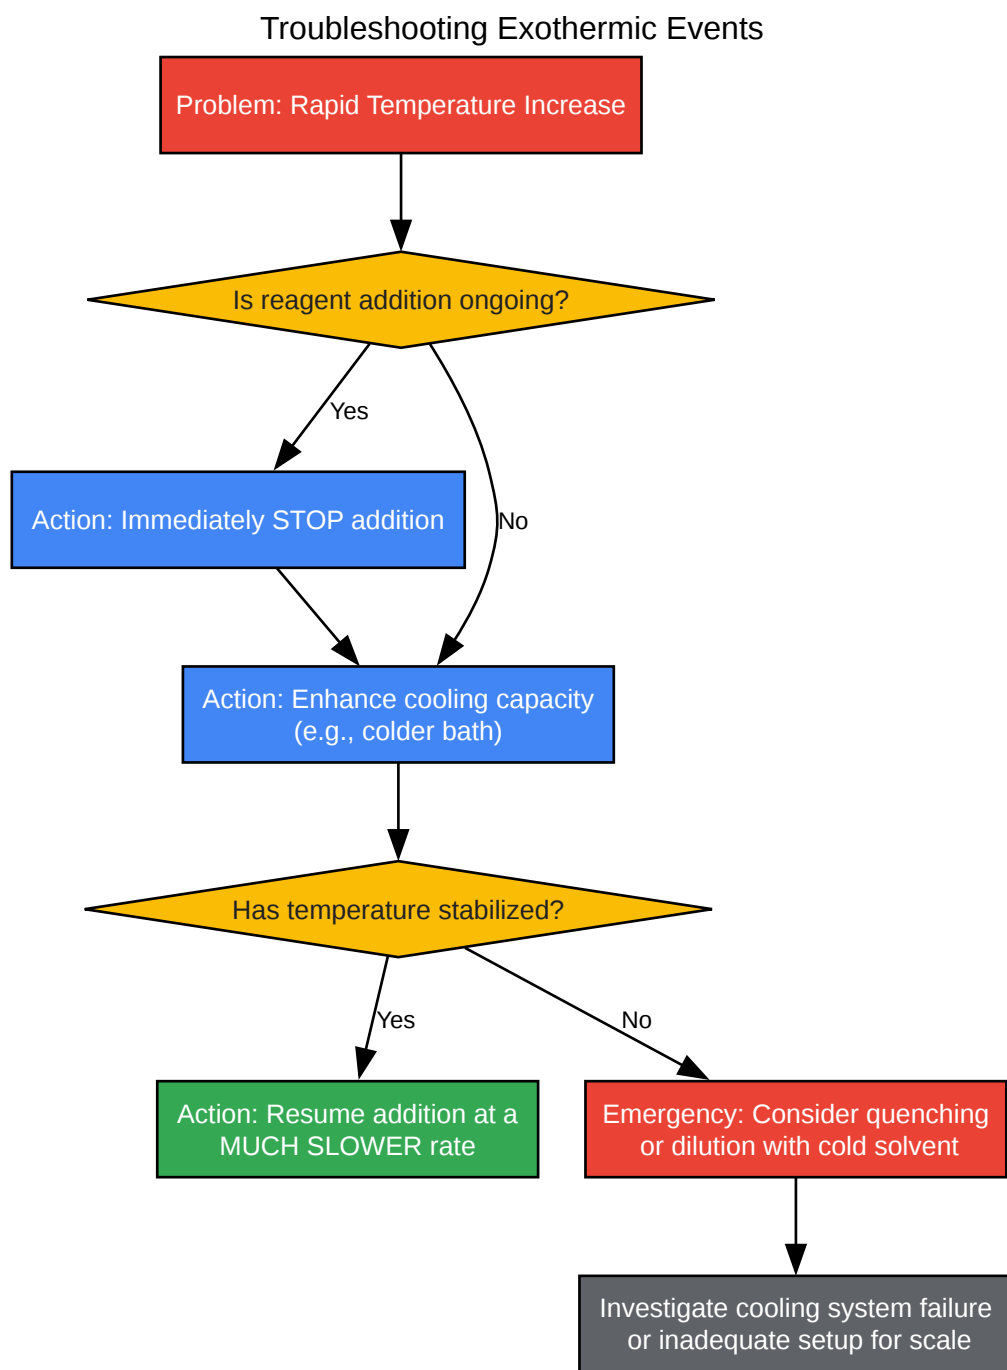 Troubleshooting Exothermic Events
Problem: Rapid Temperature Increase
Is reagent addition ongoing?
Yes
Action: Immediately STOP addition
No
Action: Enhance cooling capacity
(e.g., colder bath)
Has temperature stabilized?
Yes
No
Action: Resume addition at a
MUCH SLOWER rate
Emergency: Consider quenching
or dilution with cold solvent
Investigate cooling system failure
or inadequate setup for scale